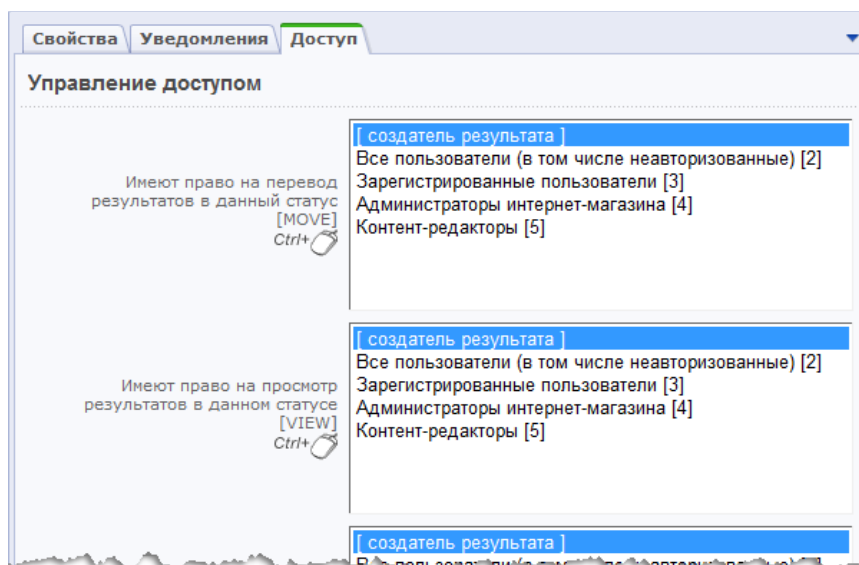 Свойства Уведомления Доступ
Управление доступом
Имеют право на перевод
результатов в данный статус
[MOVE]
Ctrl+
[ создатель результата ]
Все пользователи (в том числе неавторизованные) [2]
Зарегистрированные пользователи [3]
Администраторы интернет-магазина [4]
Контент-редакторы [5]
Имеют право на просмотр
результатов в данном статусе
[VIEW]
Ctrl+
[ создатель результата ]
Все пользователи (в том числе неавторизованные) [2]
Зарегистрированные пользователи [3]
Администраторы интернет-магазина [4]
Контент-редакторы [5]
[ создатель результата ]